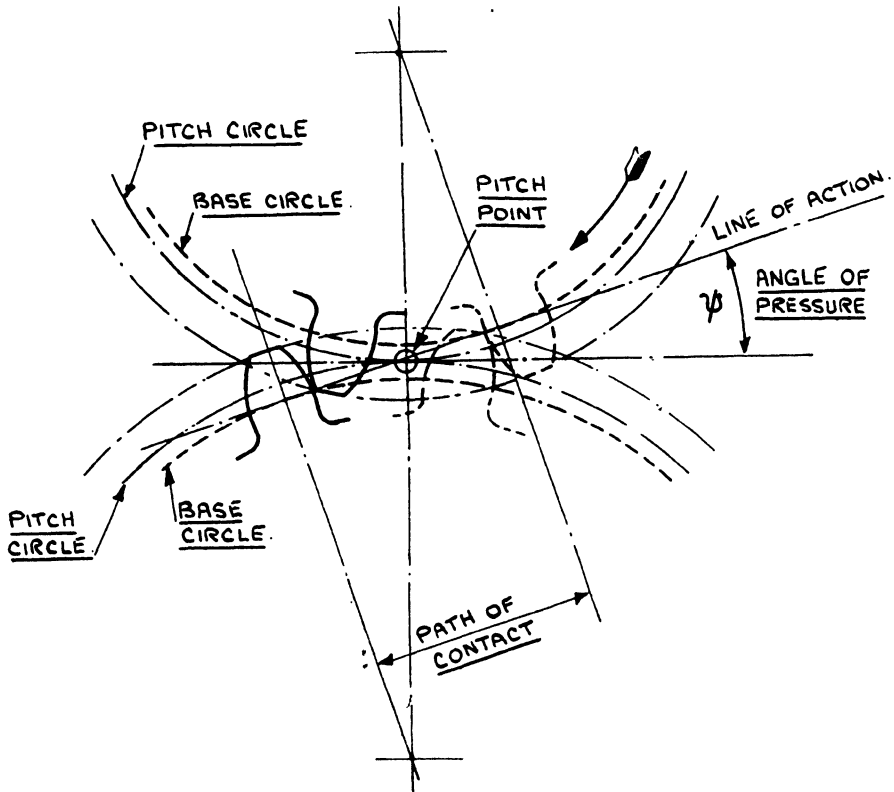 PITCH CIRCLE
BASE CIRCLE.
PITCH
POINT
LINE OF ACTION.
ψ
ANGLE OF
PRESSURE
PITCH
CIRCLE.
BASE
CIRCLE.
PATH OF
CONTACT